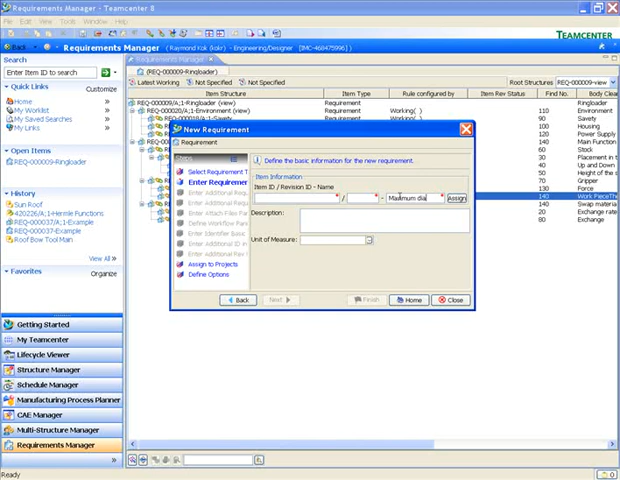 Requirements Manager - Teamcenter 8
File Edit View Tools Window Help
Back
TEAMCENTER
Requirements Manager ( Raymond Kok (kokr) - Engineering/Designer [IMC-468475996] )
Search
Enter Item ID to search
Quick Links Customize
Home
My Worklist
My Saved Searches
My Links
Open Items
REQ-000009-Ringloader
History
Sun Roof
420226/A;1-Hermle Functions
REQ-000037/A;1-Example
REQ-000037-Example
Roof Bow Tool Main
View All
Favorites Organize
Getting Started
My Teamcenter
Lifecycle Viewer
Structure Manager
Schedule Manager
Manufacturing Process Planner
CAE Manager
Multi-Structure Manager
Requirements Manager
Ready
Requirements Manager
(REQ-000009-Ringloader)
Latest Working Not Specified Not Specified Root Structures REQ-000009-view
Item Structure Item Type Rule configured by Item Rev Status Find No. Body Clea
REQ-000009/A;1-Ringloader (view) Requirement Ringloader
REQ-000020/A;1-Environment (view) Requirement Working( ) 110 Environment
90 Savety
100 Housing
120 Power Supply
140 Main Function
60 Stock
30 Placement in t
40 Up and down
50 Height of the s
70 Gripper
130 Force
140 Work PieceThe
140 Swap materia
20 Exchange rate
80 Exchange
New Requirement
Requirement
Steps
Select Requirement T
Enter Requirement
Enter Additional Requ
Enter Additional Requ
Enter Attach Files Pan
Enter Identifier Basic
Enter Additional ID in
Enter Additional Rev I
Assign to Projects
Define Workflow
Define Options
Define the basic information for the new requirement.
Item Information:
Item ID / Revision ID - Name
/ - Maximum dia Assign
Description:
Unit of Measure:
Back Next Finish Home Close
0